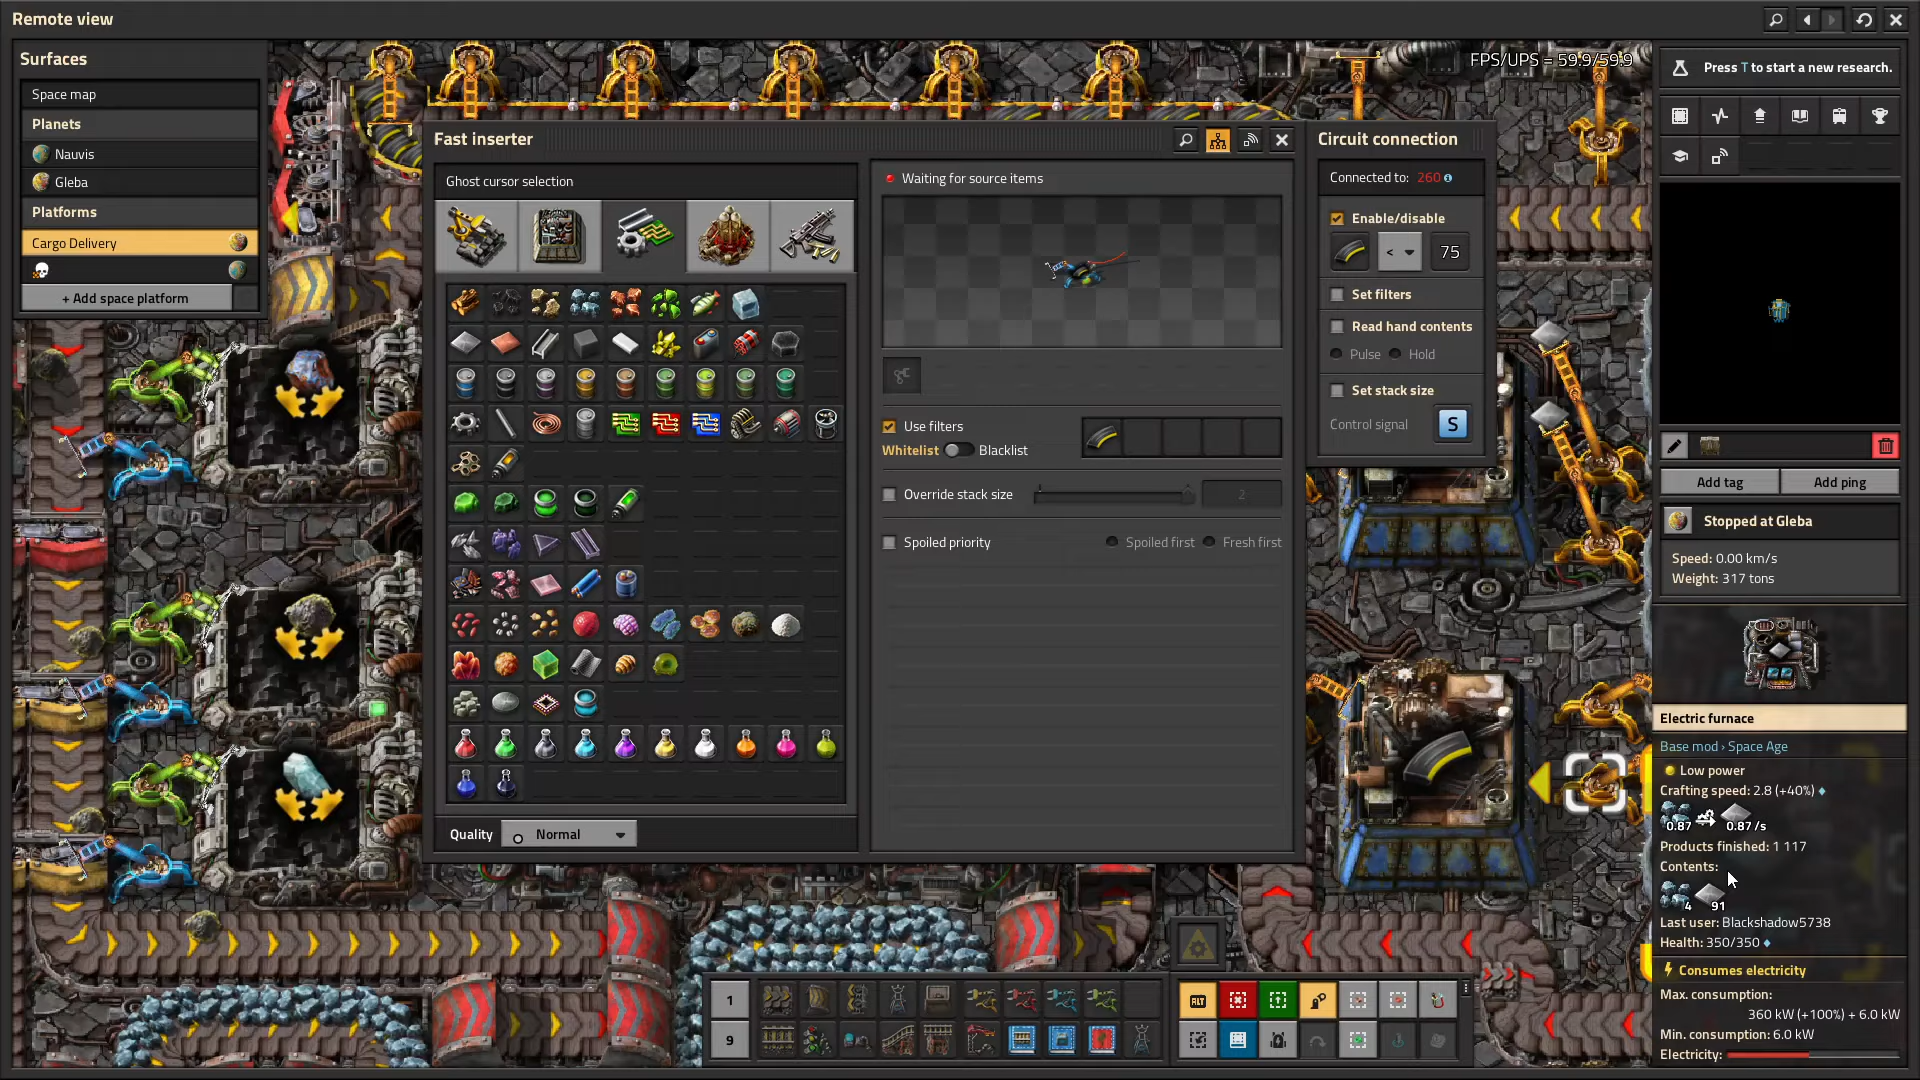 Remote view
Surfaces
Space map
Planets
Nauvis
Gleba
Platforms
Cargo Delivery
+ Add space platform
FPS/UPS = 59.9/59.9
Fast inserter
Ghost cursor selection
Quality
Normal
Waiting for source items
Use filters
Whitelist
Blacklist
Override stack size
2
Spoiled priority
Spoiled first
Fresh first
Circuit connection
Connected to: 260
Enable/disable
<
75
Set filters
Read hand contents
Pulse
Hold
Set stack size
Control signal
S
Press T to start a new research.
Add tag
Add ping
Stopped at Gleba
Speed: 0.00 km/s
Weight: 317 tons
Electric furnace
Base mod › Space Age
Low power
Crafting speed: 2.8 (+40%)
0.87
0.87 /s
Products finished: 1 117
Contents:
4
91
Last user: Blackshadow5738
Health: 350/350
Consumes electricity
Max. consumption:
360 kW (+100%) + 6.0 kW
Min. consumption: 6.0 kW
Electricity:
1
9
ALT